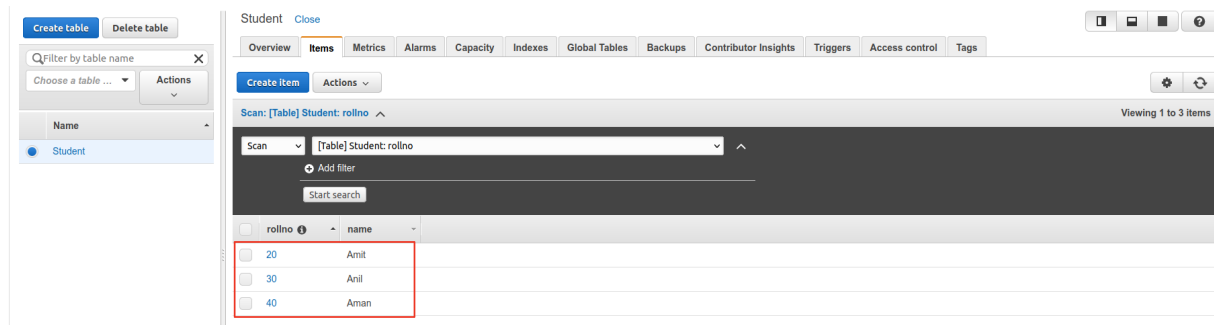 Create table Delete table
Filter by table name
Choose a table ... Actions
Name
Student
Student Close
Overview Items Metrics Alarms Capacity Indexes Global Tables Backups Contributor Insights Triggers Access control Tags
Create item Actions
Scan: [Table] Student: rollno Viewing 1 to 3 items
Scan [Table] Student: rollno
Add filter
Start search
rollno name
20 Amit
30 Anil
40 Aman